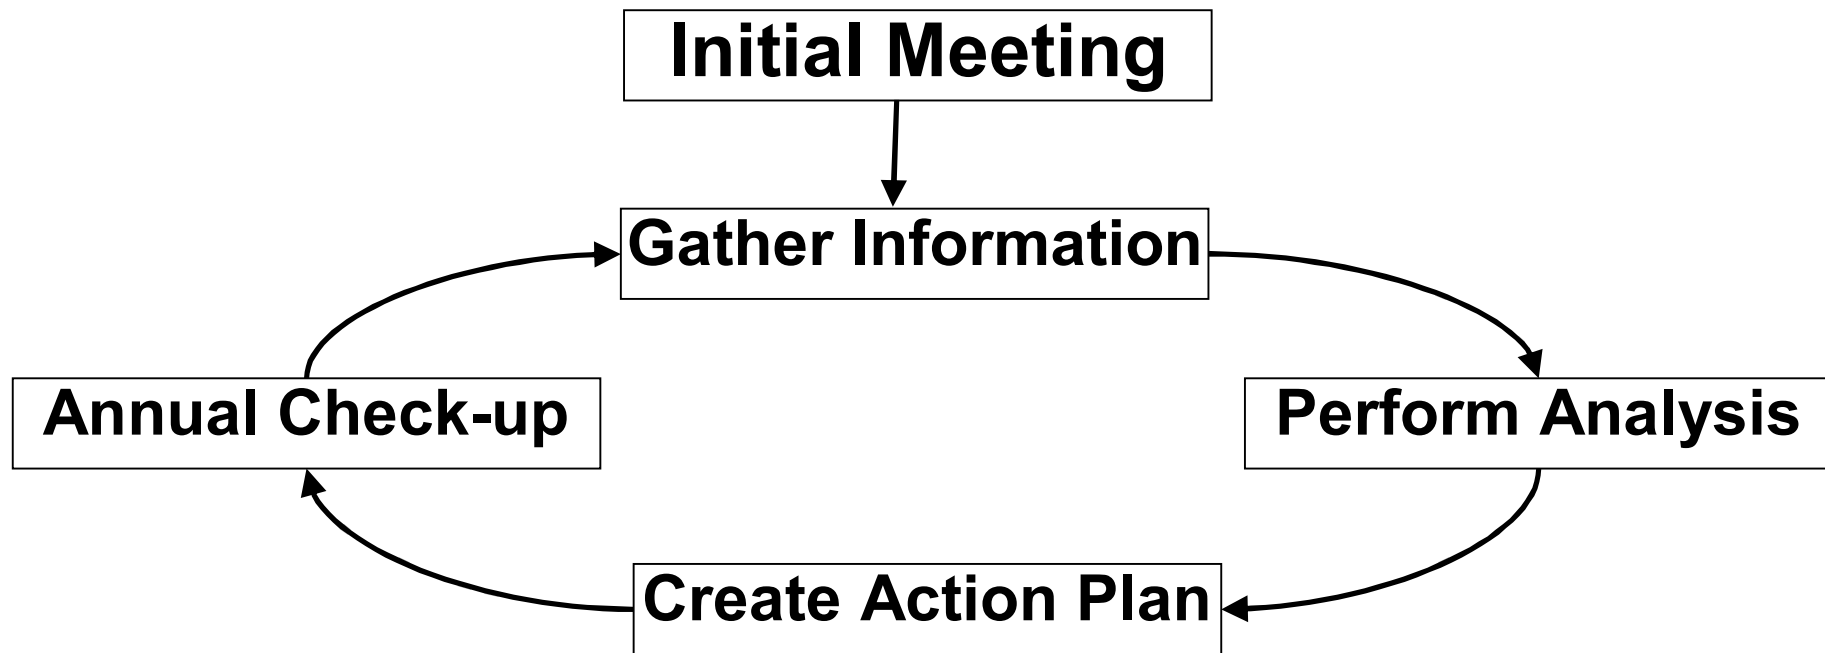 Initial Meeting
Gather Information
Annual Check-up
Perform Analysis
Create Action Plan